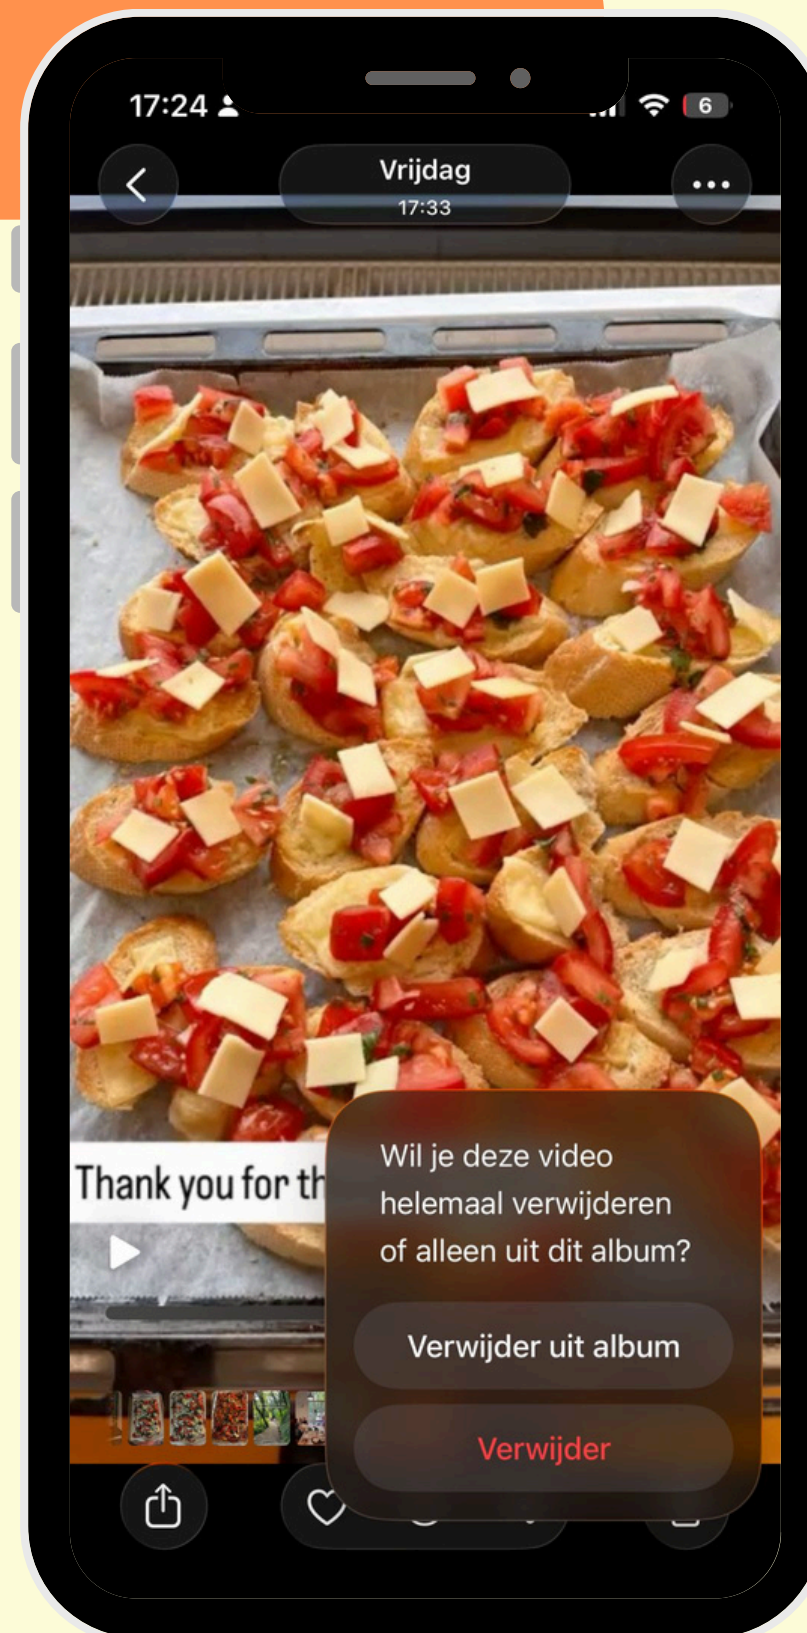 17:24
6
Vrijdag
17:33
Thank you for th
Wil je deze video
helemaal verwijderen
of alleen uit dit album?
Verwijder uit album
Verwijder